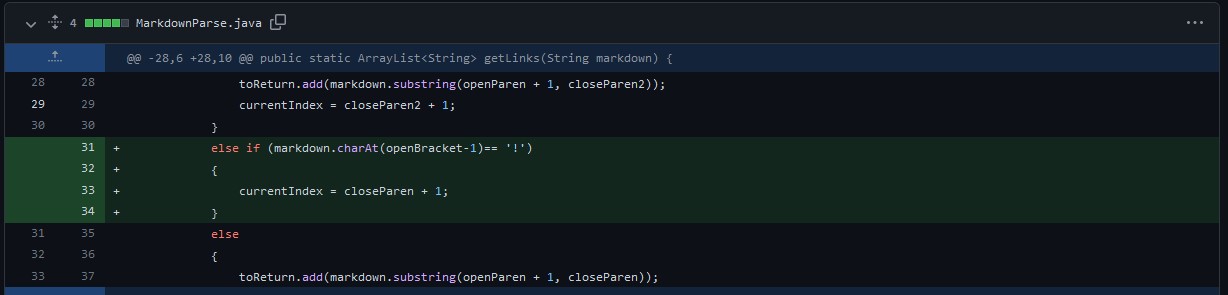 4 MarkdownParse.java
@@ -28,6 +28,10 @@ public static ArrayList<String> getLinks(String markdown) {
28 28 toReturn.add(markdown.substring(openParen + 1, closeParen2));
29 29 currentIndex = closeParen2 + 1;
30 30 }
31 + else if (markdown.charAt(openBracket-1)== '!')
32 + {
33 + currentIndex = closeParen + 1;
34 + }
31 35 else
32 36 {
33 37 toReturn.add(markdown.substring(openParen + 1, closeParen));